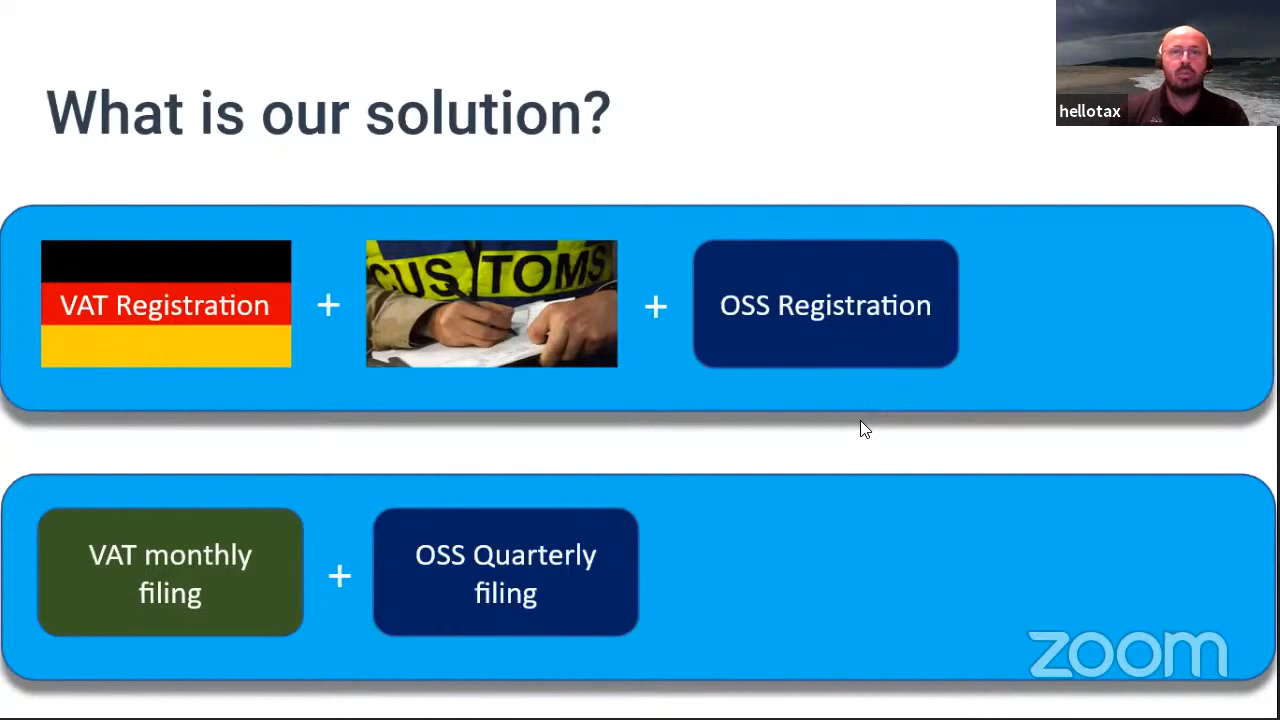 What is our solution?
hellotax
VAT Registration
+
CUSTOMS
+
OSS Registration
VAT monthly
filing
+
OSS Quarterly
filing
zoom